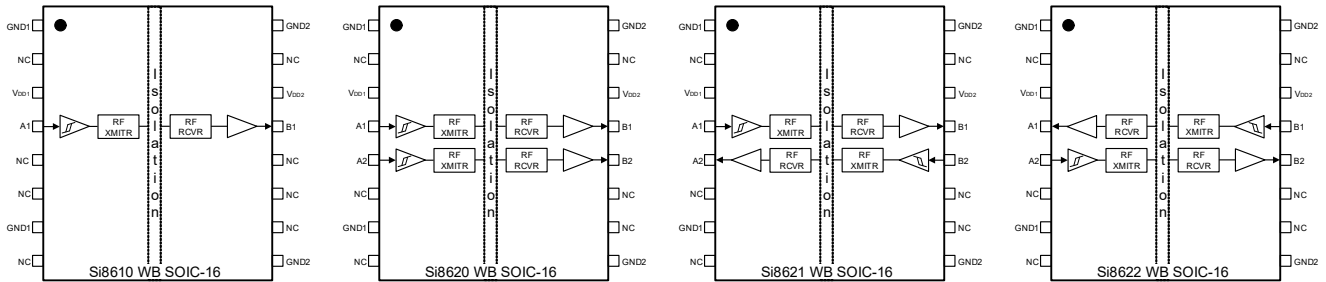 GND1
NC
VDD1
A1
NC
NC
GND1
NC
RF
XMITR
Isolation
RF
RCVR
GND2
NC
VDD2
B1
NC
NC
NC
GND2
Si8610 WB SOIC-16
GND1
NC
VDD1
A1
A2
NC
GND1
NC
RF
XMITR
RF
XMITR
Isolation
RF
RCVR
RF
RCVR
GND2
NC
VDD2
B1
B2
NC
NC
GND2
Si8620 WB SOIC-16
GND1
NC
VDD1
A1
A2
NC
GND1
NC
RF
XMITR
RF
RCVR
Isolation
RF
RCVR
RF
XMITR
GND2
NC
VDD2
B1
B2
NC
NC
GND2
Si8621 WB SOIC-16
GND1
NC
VDD1
A1
A2
NC
GND1
NC
RF
RCVR
RF
XMITR
Isolation
RF
XMITR
RF
RCVR
GND2
NC
VDD2
B1
B2
NC
NC
GND2
Si8622 WB SOIC-16